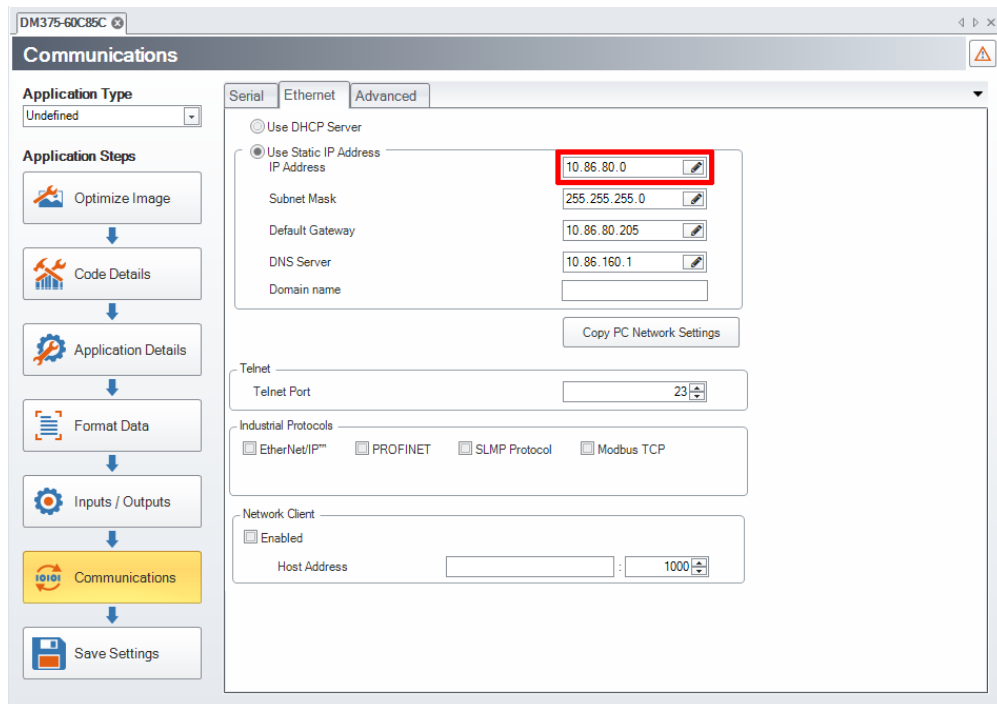 DM375-60C85C
Communications
Application Type
Undefined
Application Steps
Optimize Image
Code Details
Application Details
Format Data
Inputs / Outputs
Communications
Save Settings
Serial Ethernet Advanced
Use DHCP Server
Use Static IP Address
IP Address 10.86.80.0
Subnet Mask 255.255.255.0
Default Gateway 10.86.80.205
DNS Server 10.86.160.1
Domain name
Copy PC Network Settings
Telnet
Telnet Port 23
Industrial Protocols
EtherNet/IP™ PROFINET SLMP Protocol Modbus TCP
Network Client
Enabled
Host Address : 1000